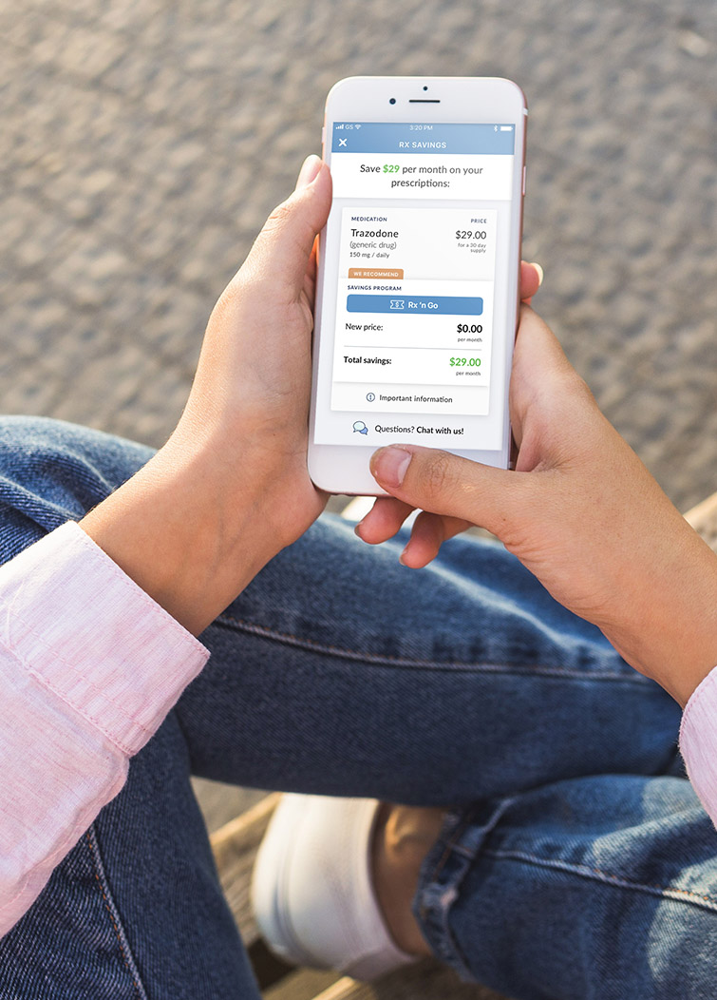 GS 3:20 PM
RX SAVINGS
Save $29 per month on your
prescriptions:
MEDICATION PRICE
Trazodone $29.00
(generic drug) for a 30 day
150 mg / daily supply
WE RECOMMEND
SAVINGS PROGRAM
Rx 'n Go
New price: $0.00
per month
Total savings: $29.00
per month
Important information
Questions? Chat with us!